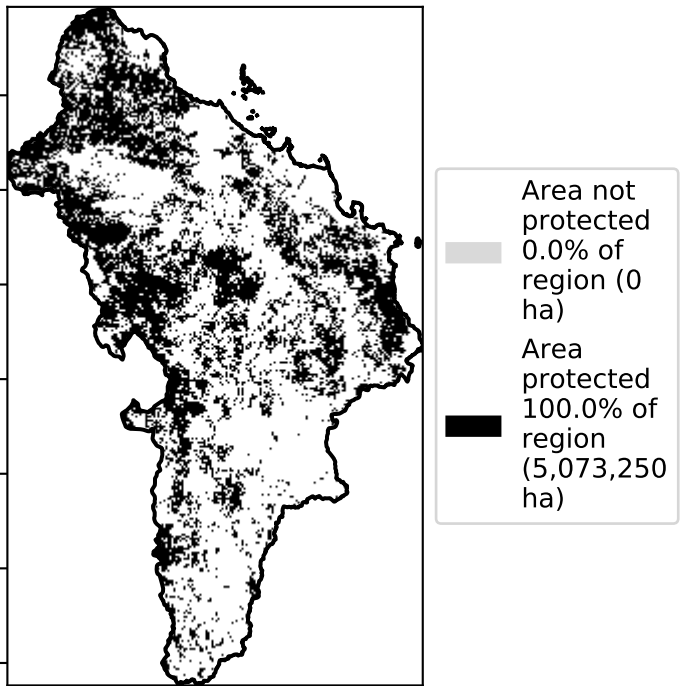 Area not
protected
0.0% of
region (0
ha)
Area
protected
100.0% of
region
(5,073,250
ha)